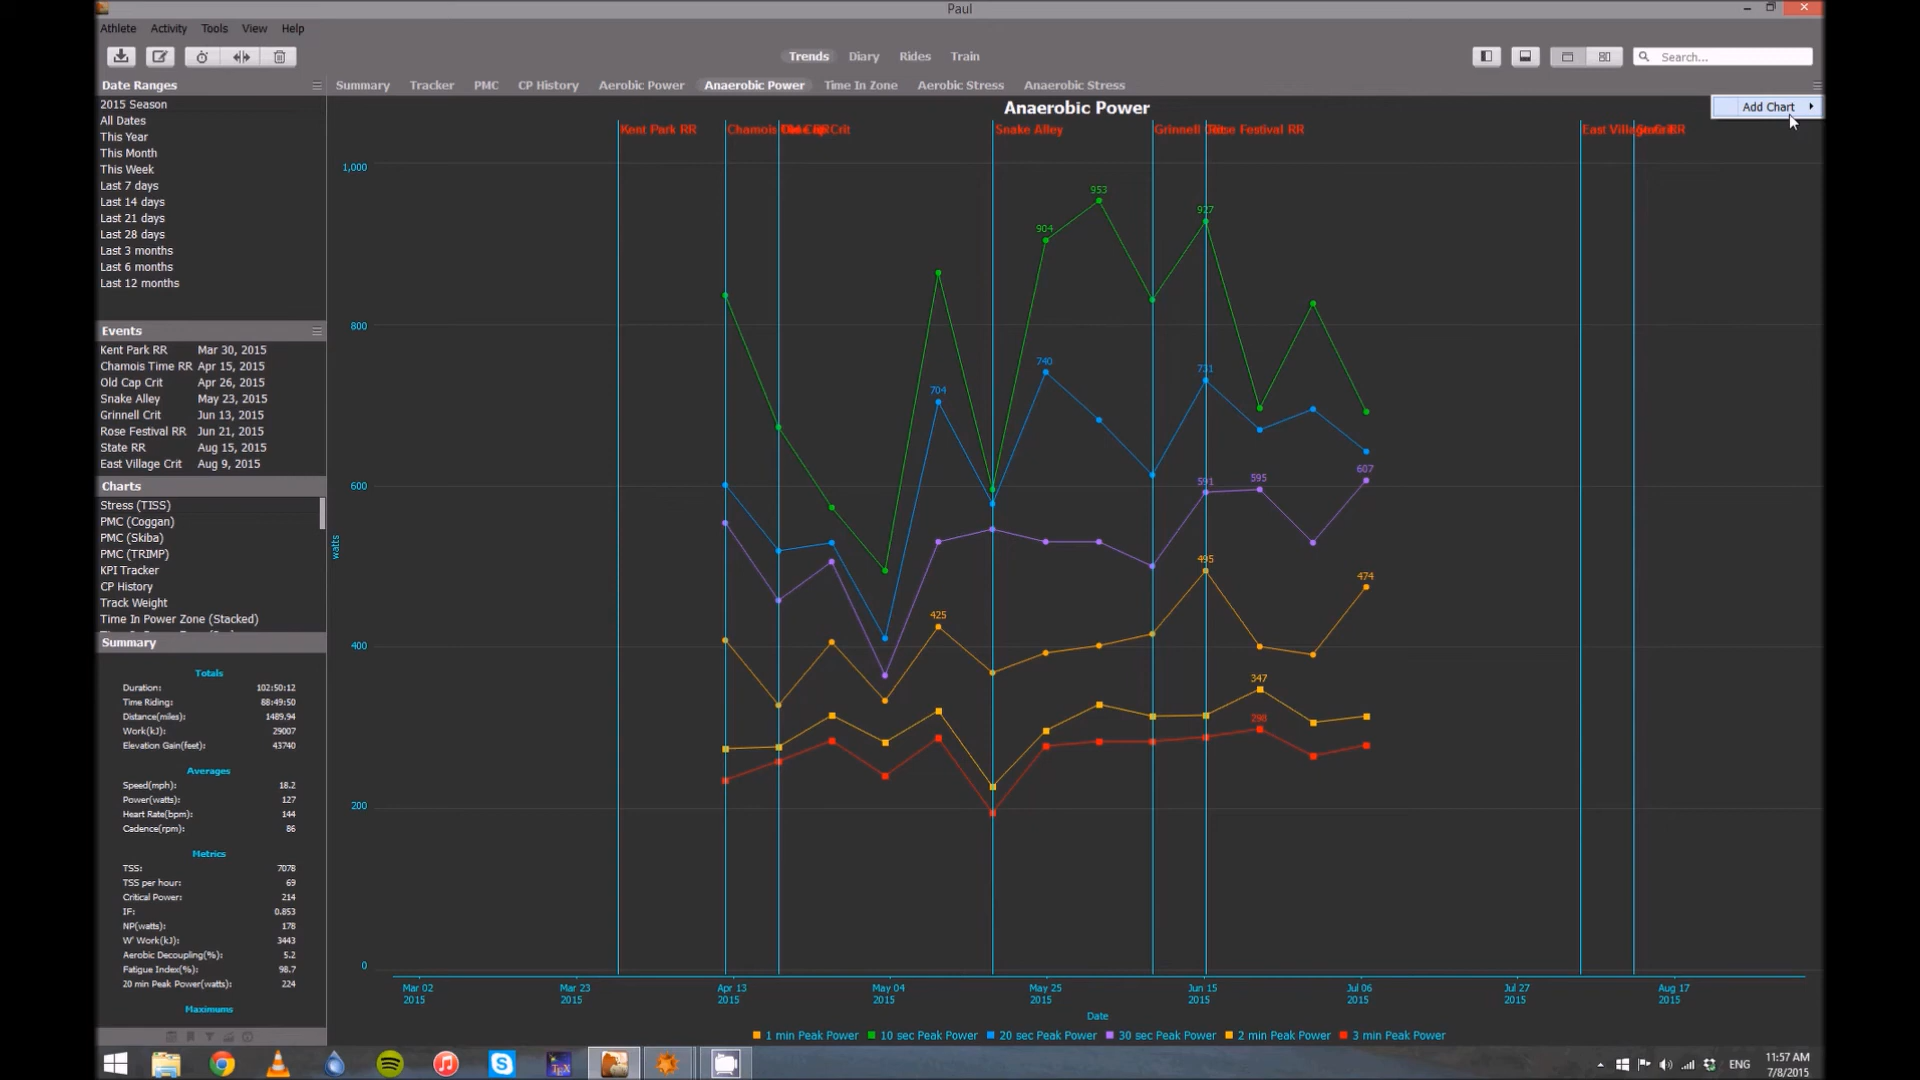 Paul
Athlete Activity Tools View Help
Trends Diary Rides Train
Search...
Date Ranges
Summary Tracker PMC CP History Aerobic Power Anaerobic Power Time In Zone Aerobic Stress Anaerobic Stress
2015 Season
All Dates
This Year
This Month
This Week
Last 7 days
Last 14 days
Last 21 days
Last 28 days
Last 3 months
Last 6 months
Last 12 months
Events
Kent Park RR Mar 30, 2015
Chamois Time RR Apr 15, 2015
Old Cap Crit Apr 26, 2015
Snake Alley May 23, 2015
Grinnell Crit Jun 13, 2015
Rose Festival RR Jun 21, 2015
State RR Aug 15, 2015
East Village Crit Aug 9, 2015
Charts
Stress (TISS)
PMC (Coggan)
PMC (Skiba)
PMC (TRIMP)
KPI Tracker
CP History
Track Weight
Time In Power Zone (Stacked)
Summary
Totals
Duration: 102:50:12
Time Riding: 88:49:50
Distance(miles): 1489.94
Work(kJ): 29007
Elevation Gain(feet): 43740
Averages
Speed(mph): 18.2
Power(watts): 127
Heart Rate(bpm): 144
Cadence(rpm): 86
Metrics
TSS: 7078
TSS per hour: 69
Critical Power: 214
IF: 0.853
NP(watts): 178
W' Work(kJ): 3443
Aerobic Decoupling(%): 5.2
Fatigue Index(%): 98.7
20 min Peak Power(watts): 224
Maximums
Anaerobic Power
Add Chart
Kent Park RR Chamois Crit Snake Alley Grinnell Rose Festival RR East Village RR
1,000
800
600
400
200
0
watts
953
927
904
740
731
704
607
595
591
495
474
425
347
298
Mar 02 2015
Mar 23 2015
Apr 13 2015
May 04 2015
May 25 2015
Jun 15 2015
Jul 06 2015
Jul 27 2015
Aug 17 2015
Date
1 min Peak Power 10 sec Peak Power 20 sec Peak Power 30 sec Peak Power 2 min Peak Power 3 min Peak Power
ENG
11:57 AM
7/8/2015